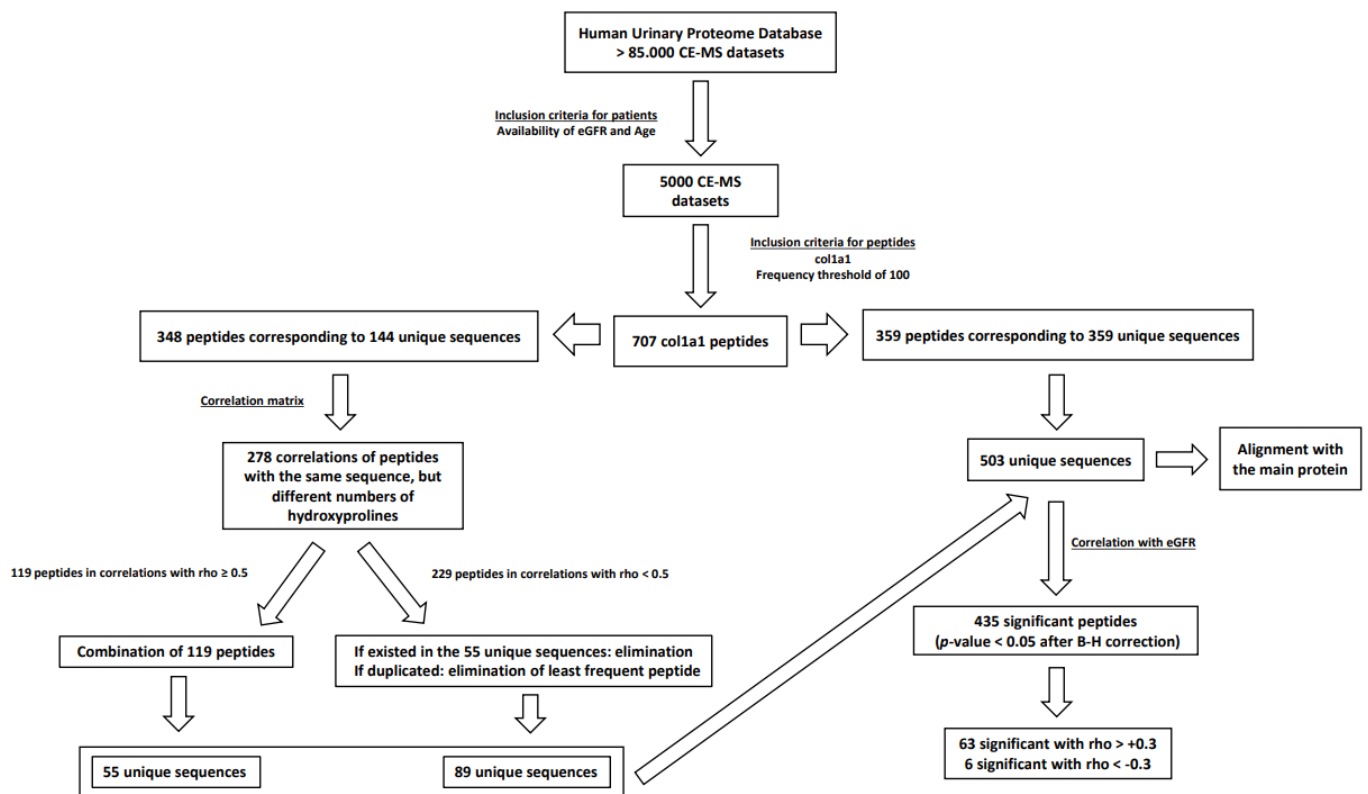 Human Urinary Proteome Database
> 85.000 CE-MS datasets
Inclusion criteria for patients
Availability of eGFR and Age
5000 CE-MS
datasets
Inclusion criteria for peptides
col1a1
Frequency threshold of 100
348 peptides corresponding to 144 unique sequences
707 col1a1 peptides
359 peptides corresponding to 359 unique sequences
Correlation matrix
278 correlations of peptides
with the same sequence, but
different numbers of
hydroxyprolines
503 unique sequences
Alignment with
the main protein
Correlation with eGFR
119 peptides in correlations with rho ≥ 0.5
229 peptides in correlations with rho < 0.5
435 significant peptides
(p-value < 0.05 after B-H correction)
Combination of 119 peptides
If existed in the 55 unique sequences: elimination
If duplicated: elimination of least frequent peptide
55 unique sequences
89 unique sequences
63 significant with rho > +0.3
6 significant with rho < -0.3